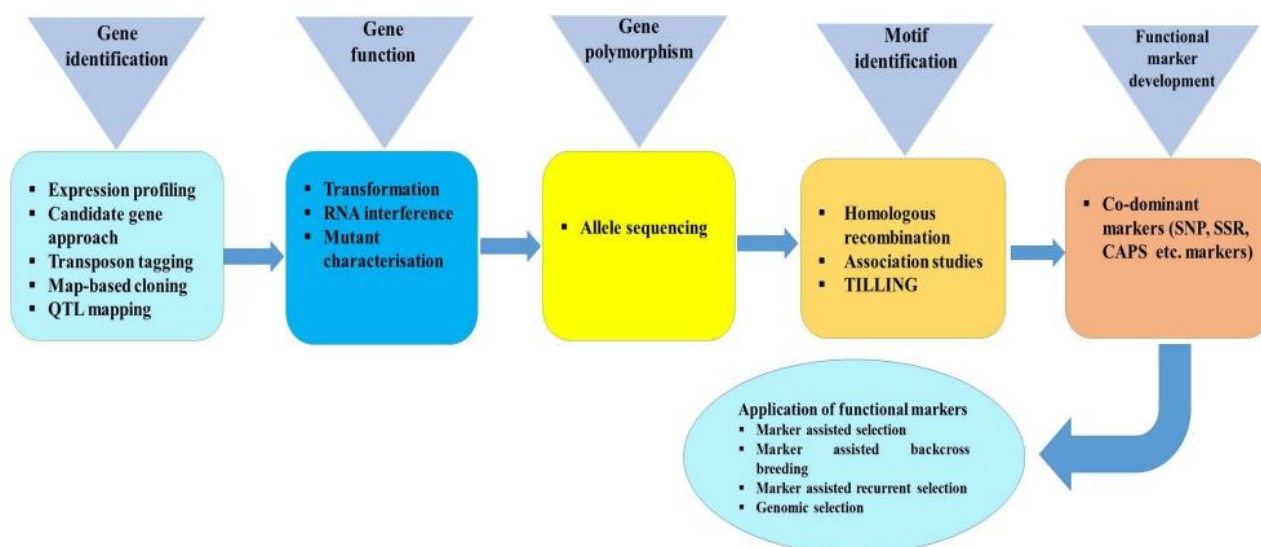 Gene
identification
Gene
function
Gene
polymorphism
Motif
identification
Functional
marker
development
▪ Expression profiling
▪ Candidate gene
approach
▪ Transposon tagging
▪ Map-based cloning
▪ QTL mapping
▪ Transformation
▪ RNA interference
▪ Mutant
characterisation
▪ Allele sequencing
▪ Homologous
recombination
▪ Association studies
▪ TILLING
▪ Co-dominant
markers (SNP, SSR,
CAPS etc. markers)
Application of functional markers
▪ Marker assisted selection
▪ Marker assisted backcross
breeding
▪ Marker assisted recurrent selection
▪ Genomic selection